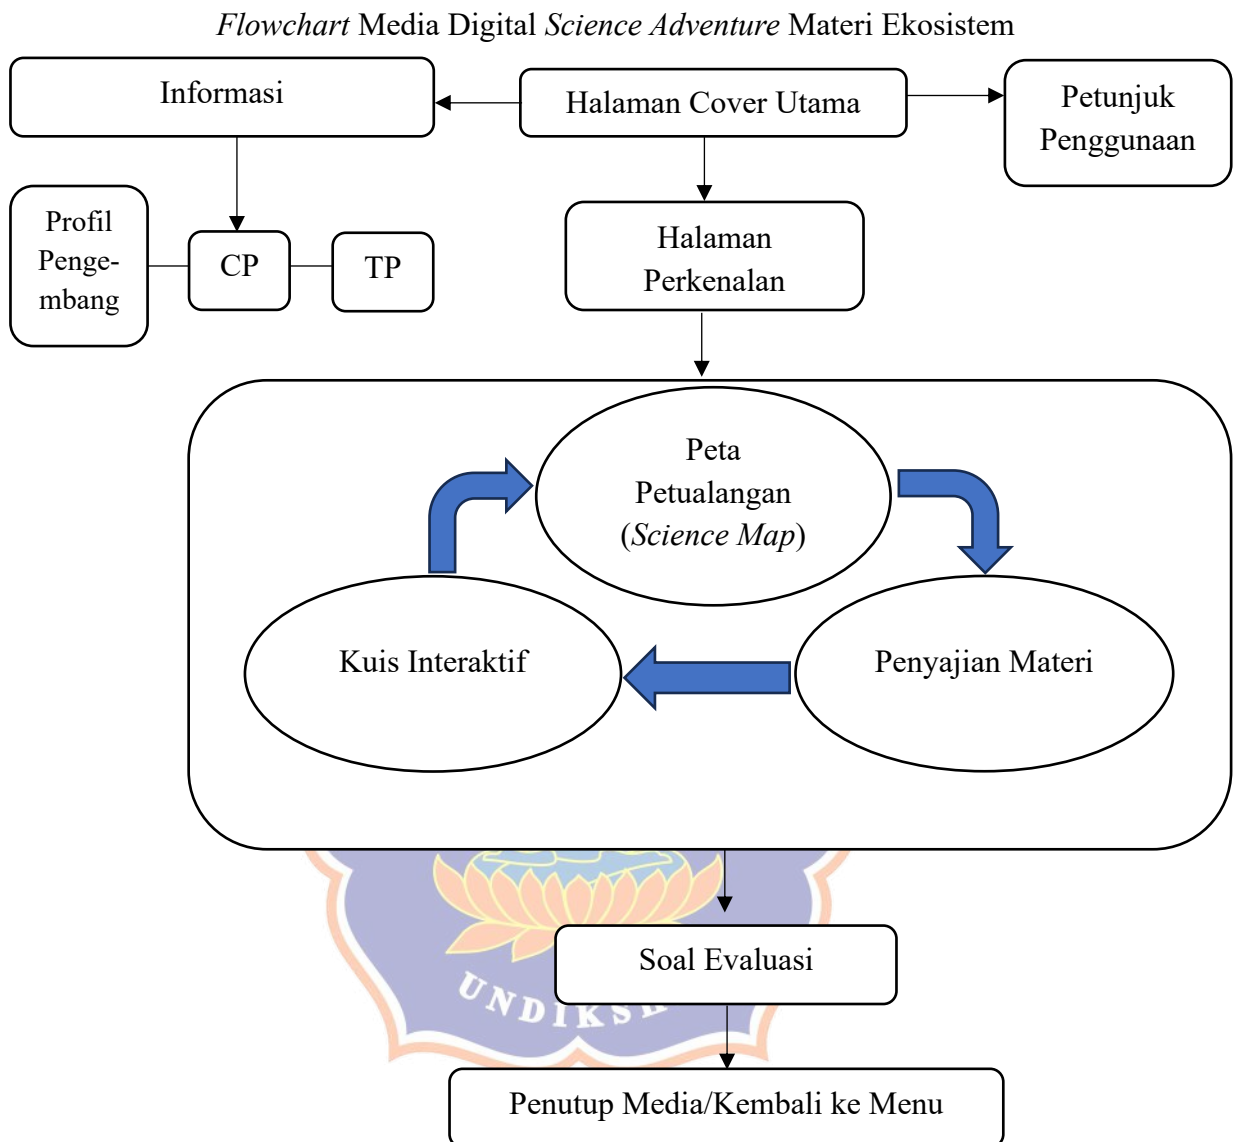 Flowchart Media Digital Science Adventure Materi Ekosistem
Informasi
Halaman Cover Utama
Petunjuk
Penggunaan
Profil
Penge-
mbang
CP
TP
Halaman
Perkenalan
Peta
Petualangan
(Science Map)
Kuis Interaktif
Penyajian Materi
Soal Evaluasi
Penutup Media/Kembali ke Menu